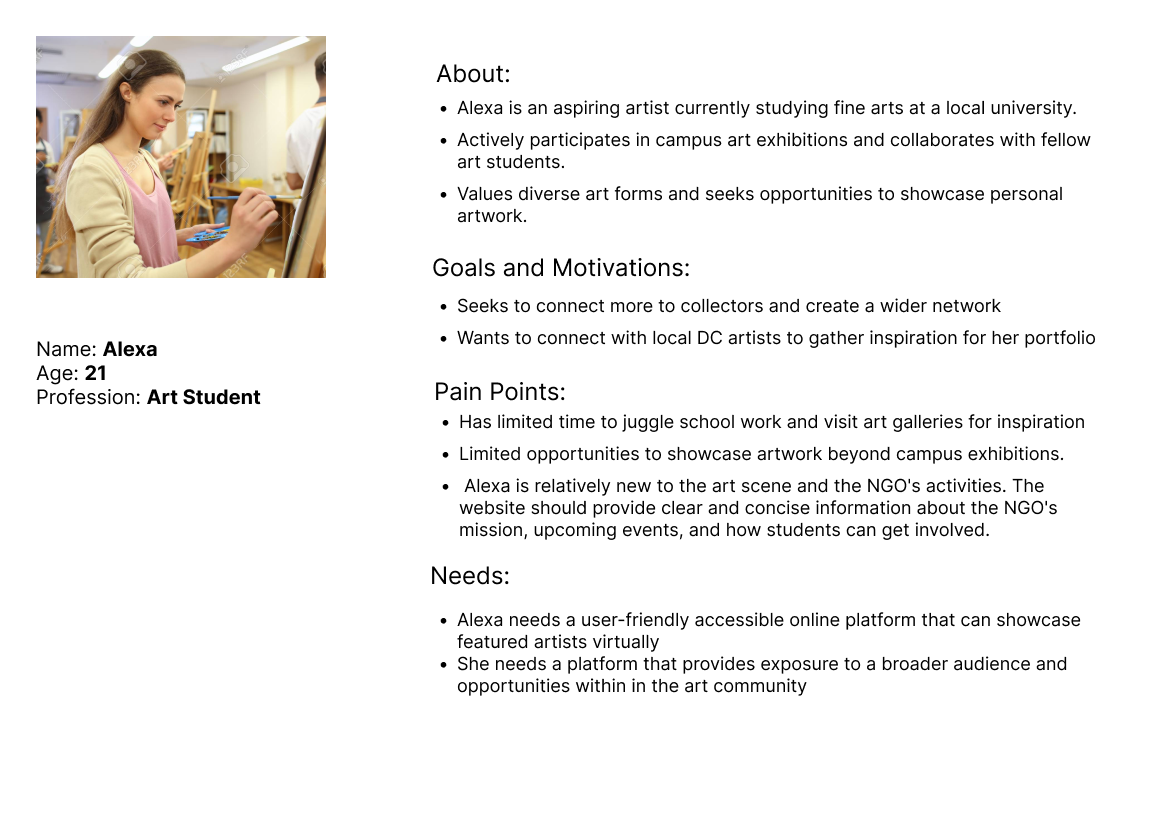 About:
• Alexa is an aspiring artist currently studying fine arts at a local university.
• Actively participates in campus art exhibitions and collaborates with fellow
art students.
• Values diverse art forms and seeks opportunities to showcase personal
artwork.
Goals and Motivations:
• Seeks to connect more to collectors and create a wider network
• Wants to connect with local DC artists to gather inspiration for her portfolio
Name: Alexa
Age: 21
Profession: Art Student
Pain Points:
• Has limited time to juggle school work and visit art galleries for inspiration
• Limited opportunities to showcase artwork beyond campus exhibitions.
• Alexa is relatively new to the art scene and the NGO's activities. The
website should provide clear and concise information about the NGO's
mission, upcoming events, and how students can get involved.
Needs:
• Alexa needs a user-friendly accessible online platform that can showcase
featured artists virtually
• She needs a platform that provides exposure to a broader audience and
opportunities within in the art community